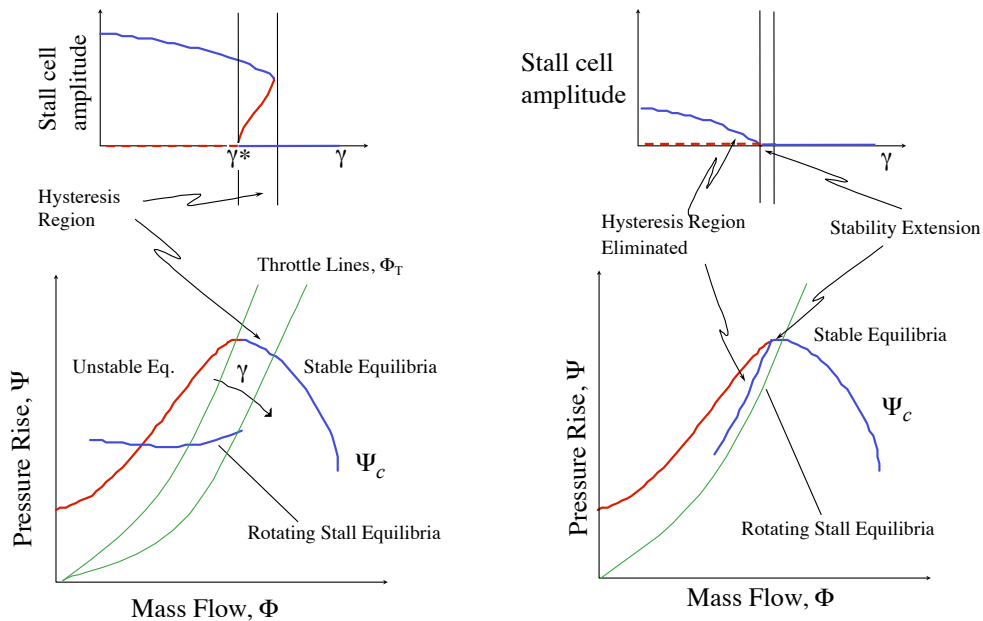 Stall cell
amplitude
γ*
γ
Hysteresis
Region
Throttle Lines, Φ_T
Unstable Eq.
γ
Stable Equilibria
Ψ_c
Rotating Stall Equilibria
Pressure Rise, Ψ
Mass Flow, Φ
Stall cell
amplitude
γ
Hysteresis Region
Eliminated
Stability Extension
Stable Equilibria
Ψ_c
Rotating Stall Equilibria
Pressure Rise, Ψ
Mass Flow, Φ